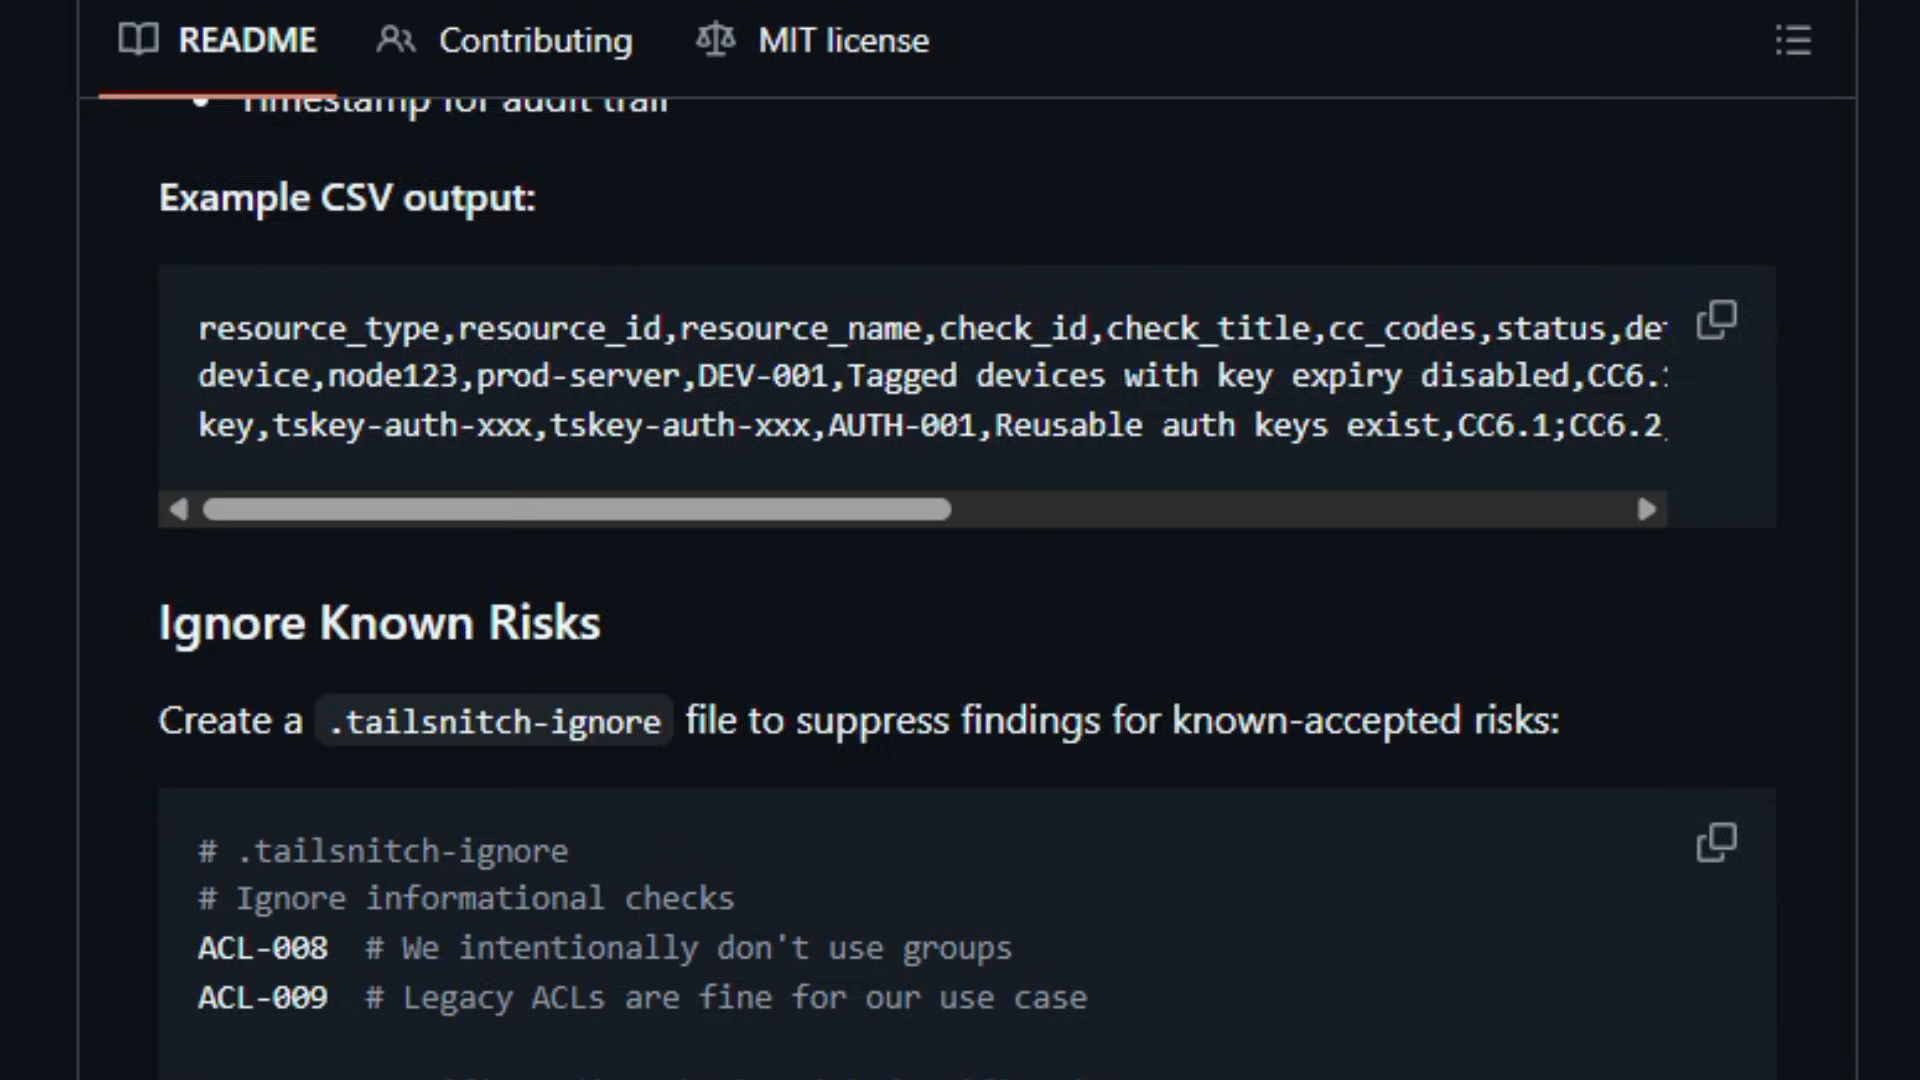 README Contributing MIT license
Timestamp for audit trail
Example CSV output:
resource_type,resource_id,resource_name,check_id,check_title,cc_codes,status,de
device,node123,prod-server,DEV-001,Tagged devices with key expiry disabled,CC6.
key,tskey-auth-xxx,tskey-auth-xxx,AUTH-001,Reusable auth keys exist,CC6.1;CC6.2,
Ignore Known Risks
Create a .tailsnitch-ignore file to suppress findings for known-accepted risks:
# .tailsnitch-ignore
# Ignore informational checks
ACL-008 # We intentionally don't use groups
ACL-009 # Legacy ACLs are fine for our use case